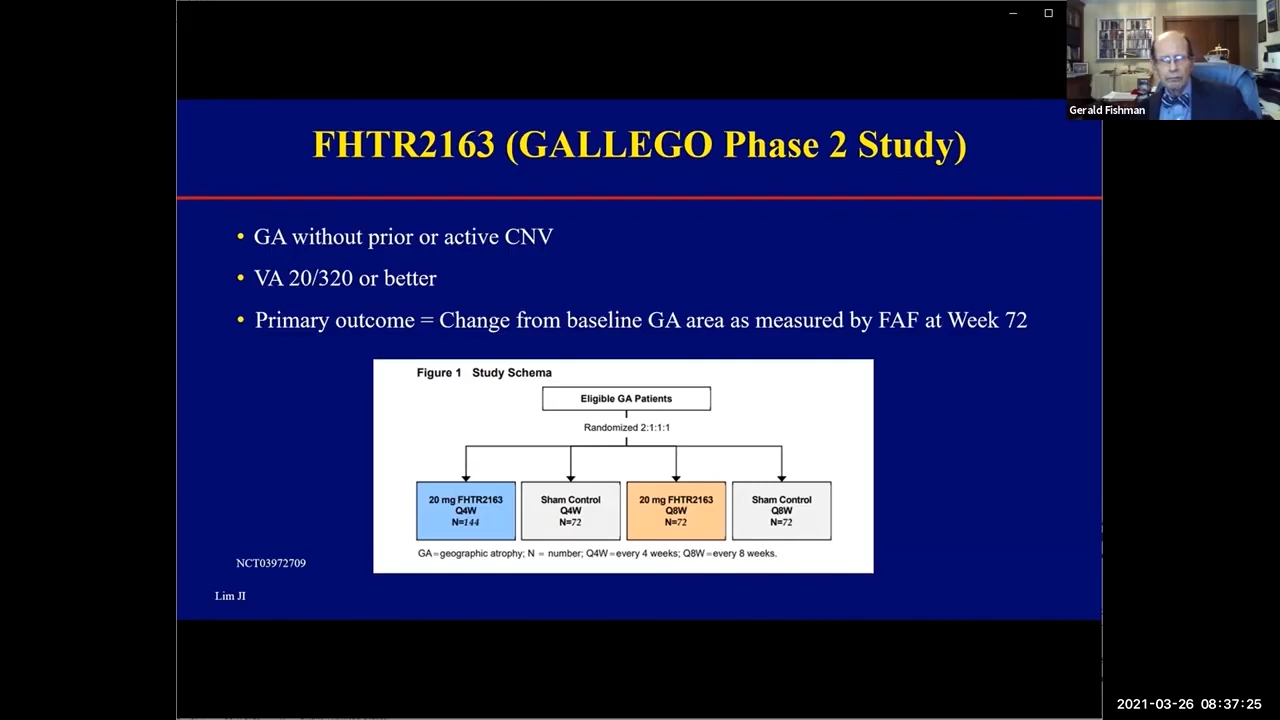 Gerald Fishman
FHTR2163 (GALLEGO Phase 2 Study)
• GA without prior or active CNV
• VA 20/320 or better
• Primary outcome = Change from baseline GA area as measured by FAF at Week 72
Figure 1 Study Schema
Eligible GA Patients
Randomized 2:1:1:1
20 mg FHTR2163
Q4W
N=144
Sham Control
Q4W
N=72
20 mg FHTR2163
Q8W
N=72
Sham Control
Q8W
N=72
GA=geographic atrophy; N = number; Q4W=every 4 weeks; Q8W=every 8 weeks.
NCT03972709
Lim JI
2021-03-26 08:37:25